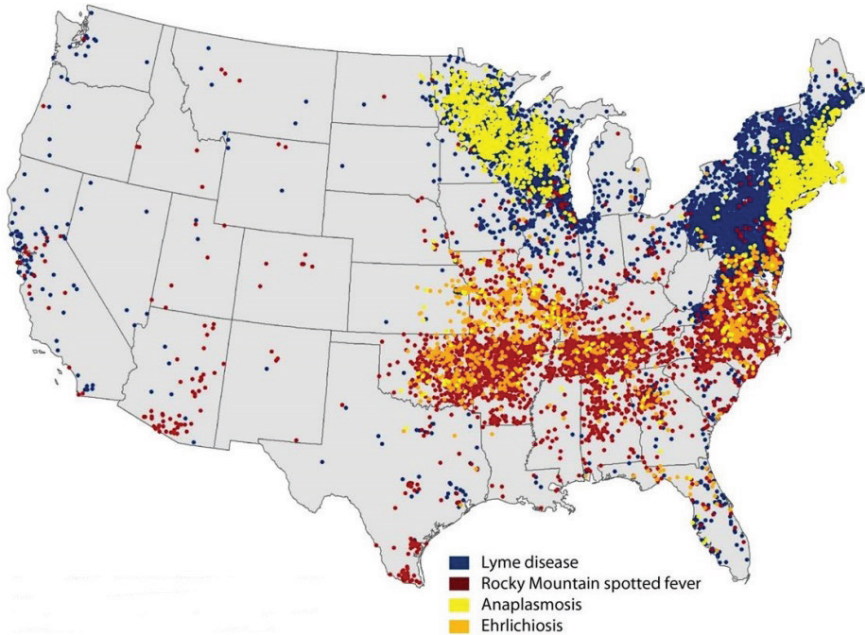 Lyme disease
Rocky Mountain spotted fever
Anaplasmosis
Ehrlichiosis